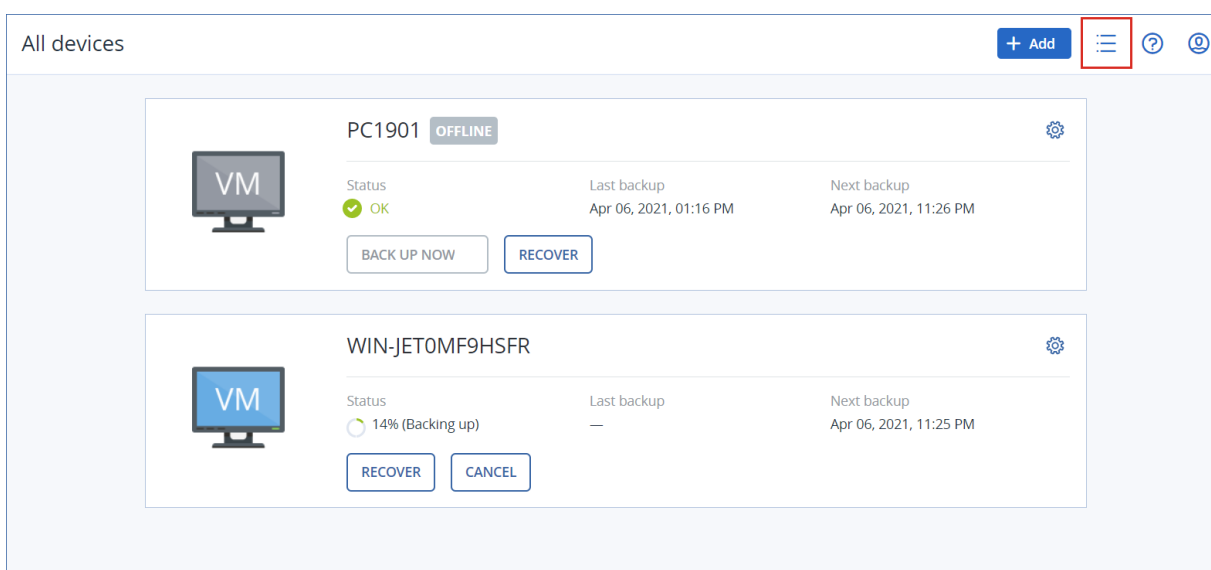 All devices
+ Add
PC1901 OFFLINE
VM
Status Last backup Next backup
OK Apr 06, 2021, 01:16 PM Apr 06, 2021, 11:26 PM
BACK UP NOW RECOVER
WIN-JET0MF9HSFR
VM
Status Last backup Next backup
14% (Backing up) — Apr 06, 2021, 11:25 PM
RECOVER CANCEL